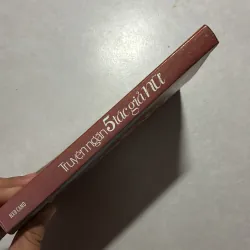 Truyện ngắn 5 tác giả nữ